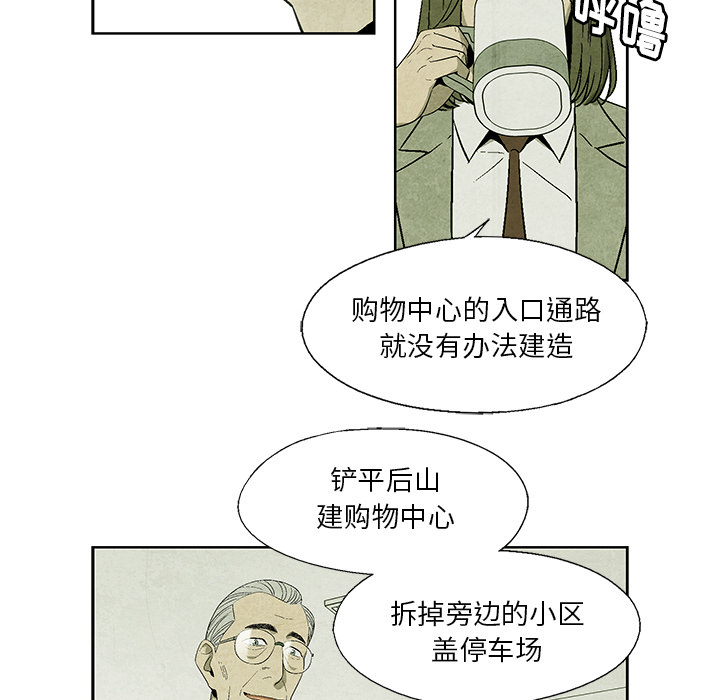 呼噜
购物中心的入口通路
就没有办法建造
铲平后山
建购物中心
拆掉旁边的小区
盖停车场